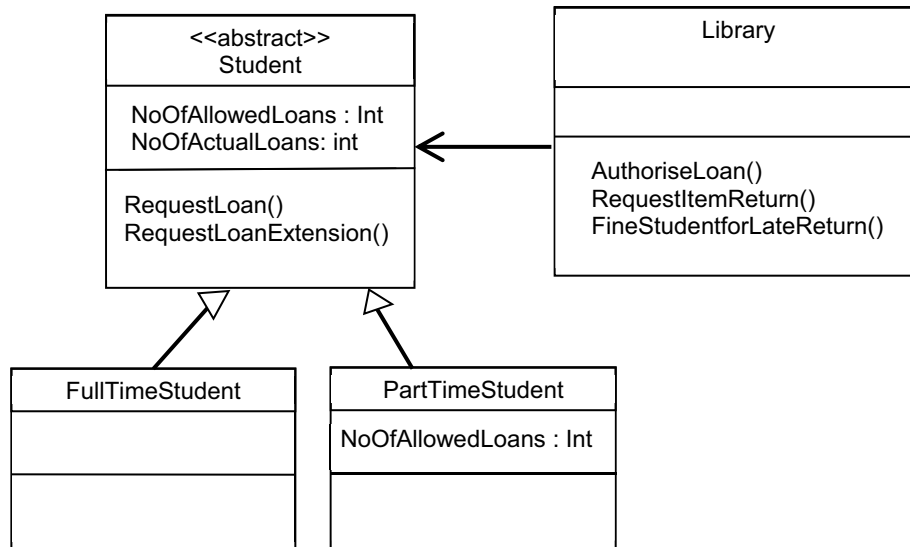 <<abstract>>
Student
NoOfAllowedLoans : Int
NoOfActualLoans: int
RequestLoan()
RequestLoanExtension()
Library
AuthoriseLoan()
RequestItemReturn()
FineStudentforLateReturn()
FullTimeStudent
PartTimeStudent
NoOfAllowedLoans : Int